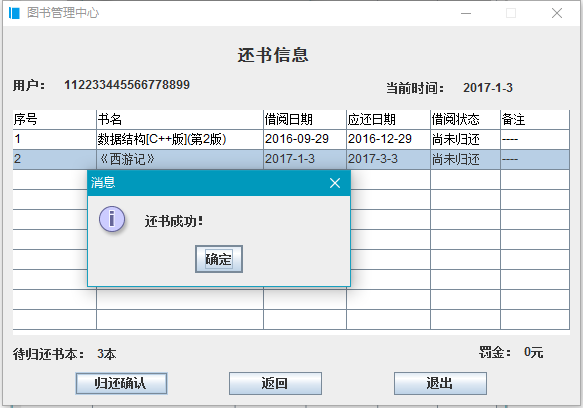 图书管理中心
还书信息
用户： 112233445566778899 当前时间： 2017-1-3
序号 书名 借阅日期 应还日期 借阅状态 备注
1 数据结构[C++版](第2版) 2016-09-29 2016-12-29 尚未归还 ----
2 《西游记》 2017-1-3 2017-3-3 尚未归还 ----
消息
还书成功!
确定
待归还书本： 3本 罚金： 0元
归还确认 返回 退出